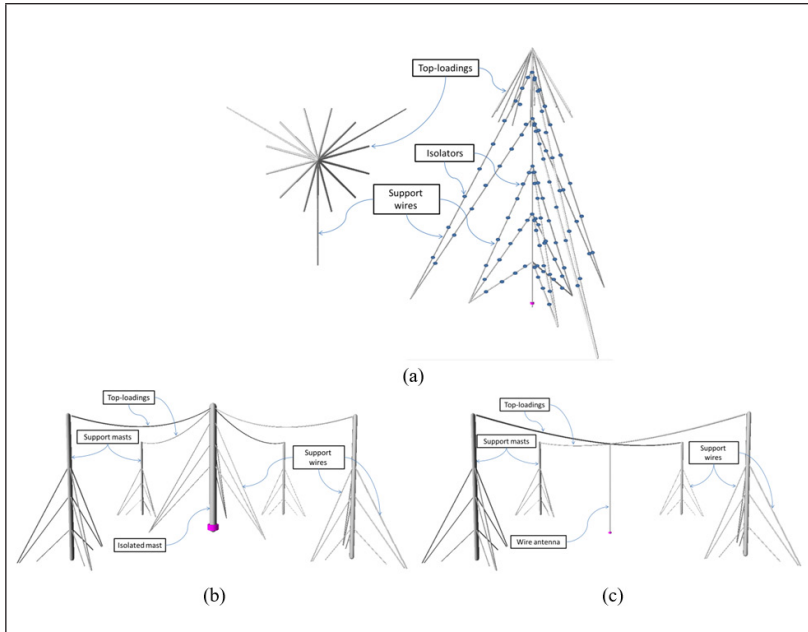 Top-loadings
Isolators
Support
wires
(a)
Top-loadings
Support masts
Support
wires
Isolated mast
(b)
Top-loadings
Support masts
Support
wires
Wire antenna
(c)